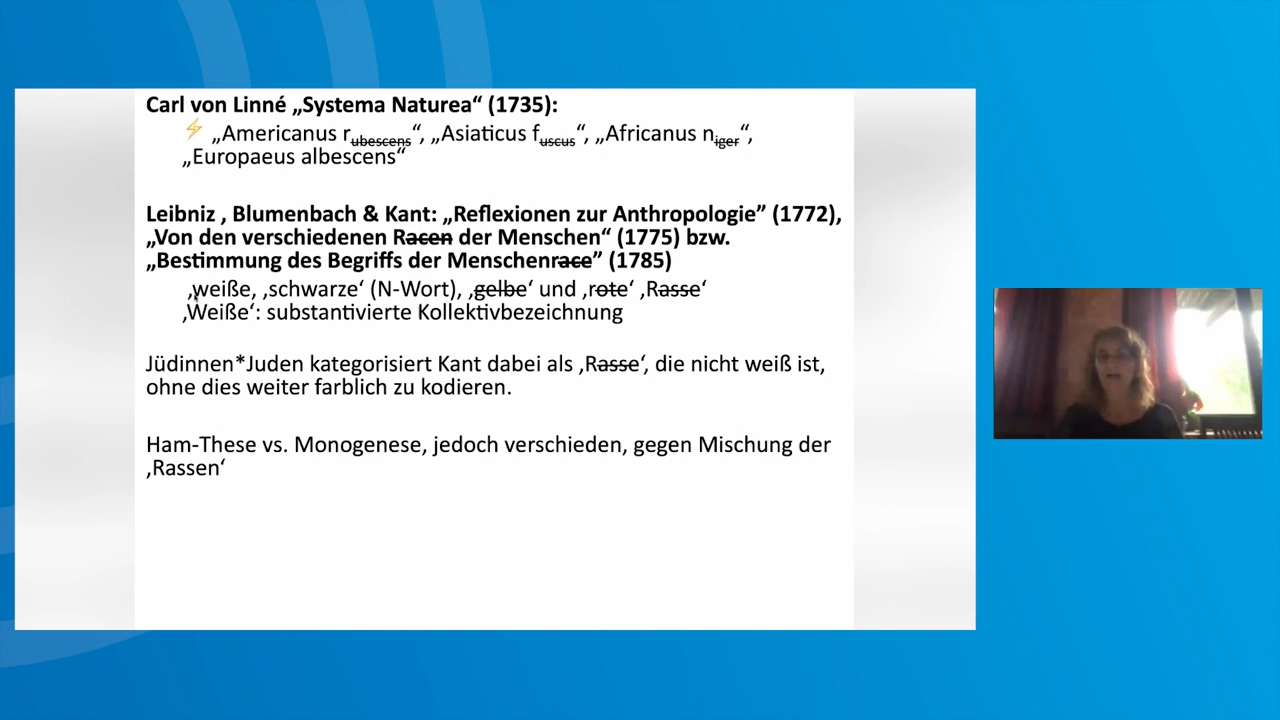 Carl von Linné „Systema Naturea“ (1735):
⚡ „Americanus rubescens“, „Asiaticus fuscus“, „Africanus niger“,
„Europaeus albescens“
Leibniz , Blumenbach & Kant: „Reflexionen zur Anthropologie” (1772),
„Von den verschiedenen Racen der Menschen“ (1775) bzw.
„Bestimmung des Begriffs der Menschenrace” (1785)
‚weiße, ‚schwarze‘ (N-Wort), ‚gelbe‘ und ‚rote‘ ‚Rasse‘
‚Weiße‘: substantivierte Kollektivbezeichnung
Jüdinnen*Juden kategorisiert Kant dabei als ‚Rasse‘, die nicht weiß ist,
ohne dies weiter farblich zu kodieren.
Ham-These vs. Monogenese, jedoch verschieden, gegen Mischung der
‚Rassen‘